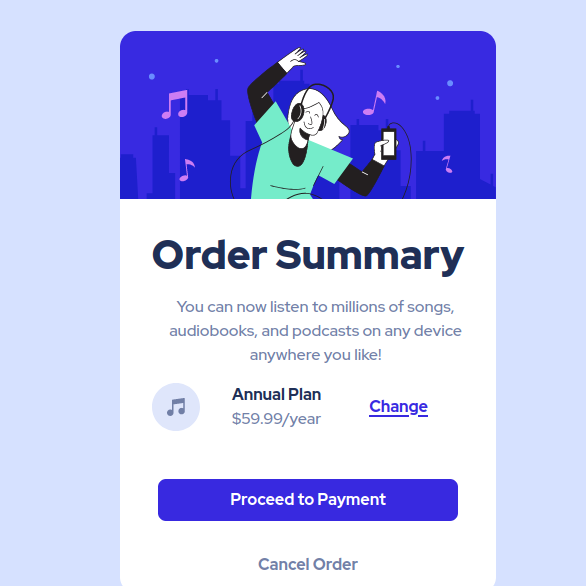 Order Summary
You can now listen to millions of songs,
audiobooks, and podcasts on any device
anywhere you like!
Annual Plan
$59.99/year
Change
Proceed to Payment
Cancel Order